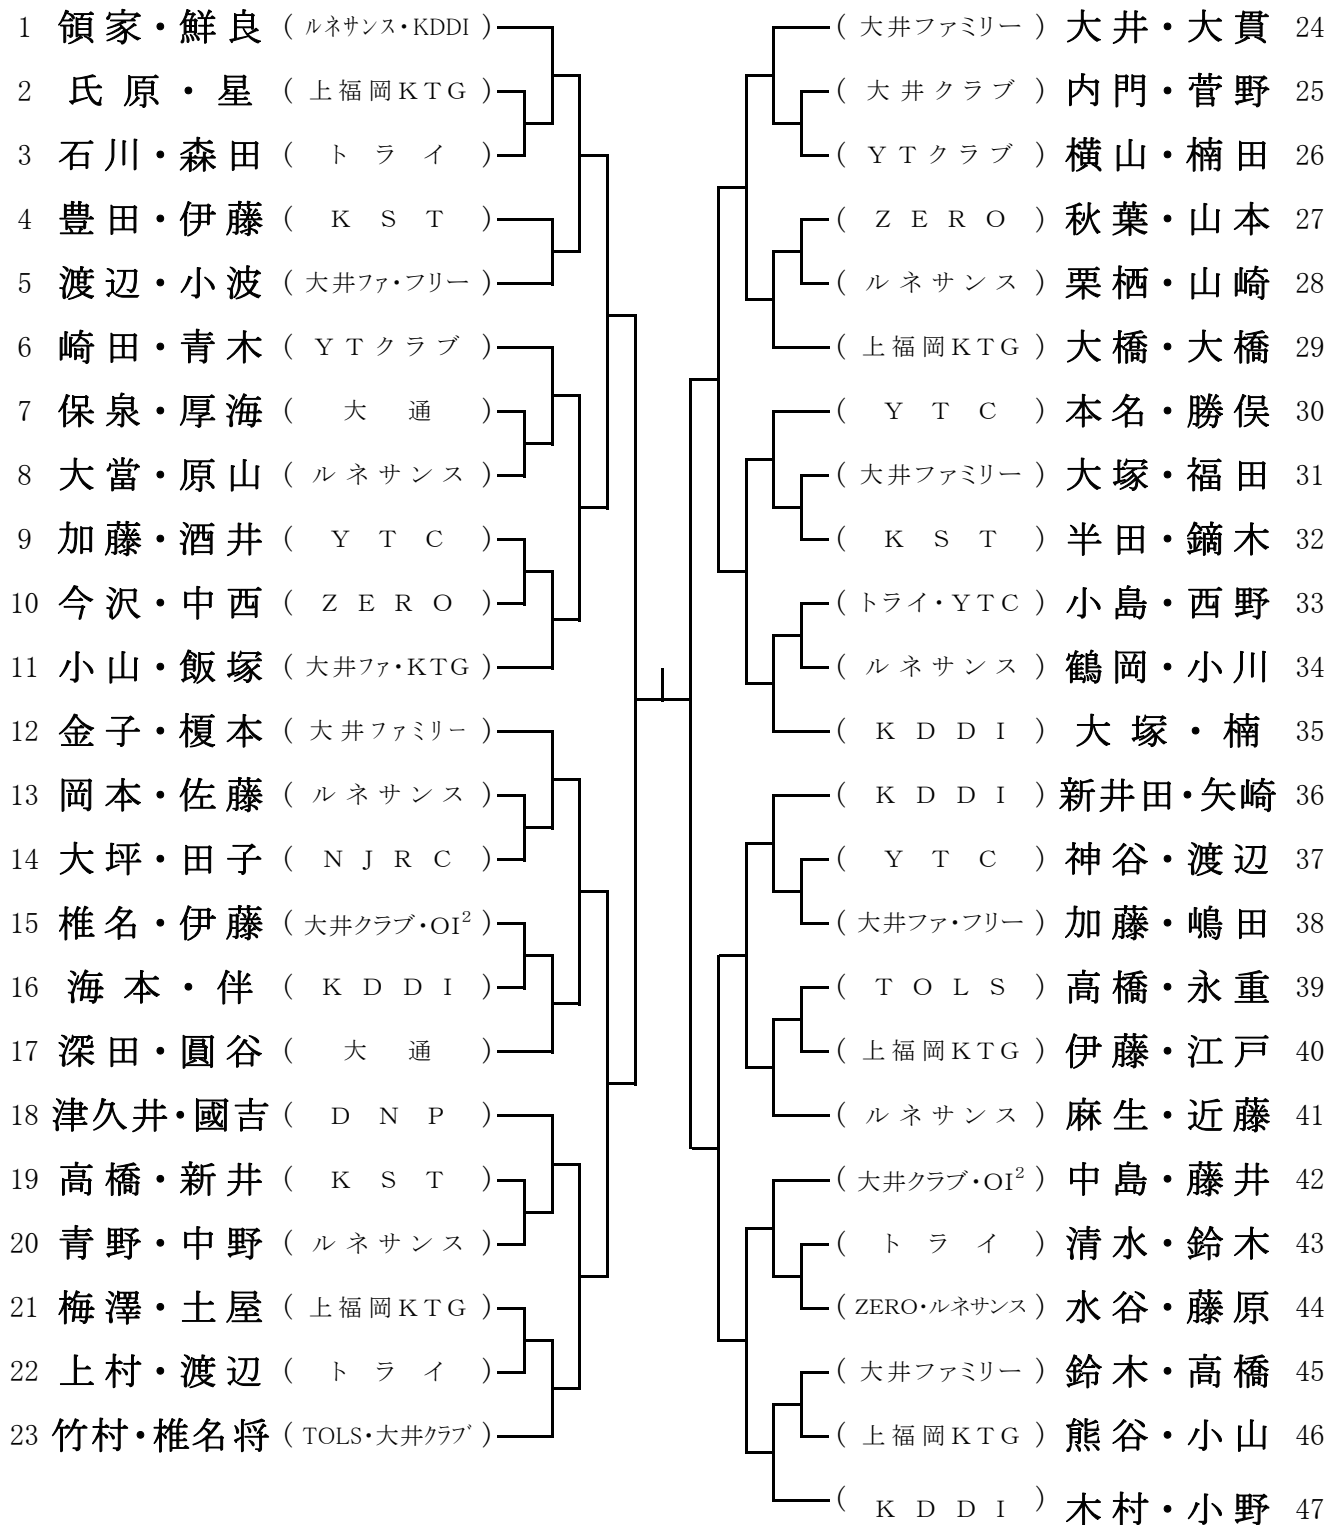 1 領家・鮮良 (ルネサンス・KDDI)
2 氏原・星 (上福岡KTG)
3 石川・森田 (トライ)
4 豊田・伊藤 (KST)
5 渡辺・小波 (大井ファ・フリー)
6 崎田・青木 (YTクラブ)
7 保泉・厚海 (大通)
8 大當・原山 (ルネサンス)
9 加藤・酒井 (YTC)
10 今沢・中西 (ZERO)
11 小山・飯塚 (大井ファ・KTG)
12 金子・榎本 (大井ファミリー)
13 岡本・佐藤 (ルネサンス)
14 大坪・田子 (NJRC)
15 椎名・伊藤 (大井クラブ・OI²)
16 海本・伴 (KDDI)
17 深田・圓谷 (大通)
18 津久井・國吉 (DNP)
19 高橋・新井 (KST)
20 青野・中野 (ルネサンス)
21 梅澤・土屋 (上福岡KTG)
22 上村・渡辺 (トライ)
23 竹村・椎名将 (TOLS・大井クラブ)
(大井ファミリー) 大井・大貫 24
(大井クラブ) 内門・菅野 25
(YTクラブ) 横山・楠田 26
(ZERO) 秋葉・山本 27
(ルネサンス) 栗栖・山崎 28
(上福岡KTG) 大橋・大橋 29
(YTC) 本名・勝俣 30
(大井ファミリー) 大塚・福田 31
(KST) 半田・鏑木 32
(トライ・YTC) 小島・西野 33
(ルネサンス) 鶴岡・小川 34
(KDDI) 大塚・楠 35
(KDDI) 新井田・矢崎 36
(YTC) 神谷・渡辺 37
(大井ファ・フリー) 加藤・嶋田 38
(TOLS) 高橋・永重 39
(上福岡KTG) 伊藤・江戸 40
(ルネサンス) 麻生・近藤 41
(大井クラブ・OI²) 中島・藤井 42
(トライ) 清水・鈴木 43
(ZERO・ルネサンス) 水谷・藤原 44
(大井ファミリー) 鈴木・高橋 45
(上福岡KTG) 熊谷・小山 46
(KDDI) 木村・小野 47